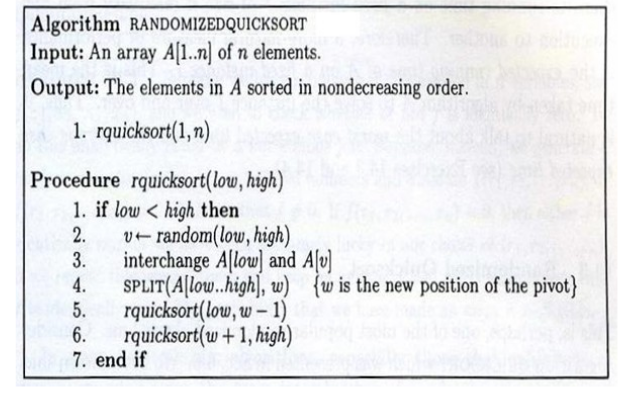 Algorithm RANDOMIZEDQUICKSORT
Input: An array A[1..n] of n elements.
Output: The elements in A sorted in nondecreasing order.
1. rquicksort(1, n)
Procedure rquicksort(low, high)
1. if low < high then
2. v← random(low, high)
3. interchange A[low] and A[v]
4. SPLIT(A[low..high], w) {w is the new position of the pivot}
5. rquicksort(low, w − 1)
6. rquicksort(w + 1, high)
7. end if